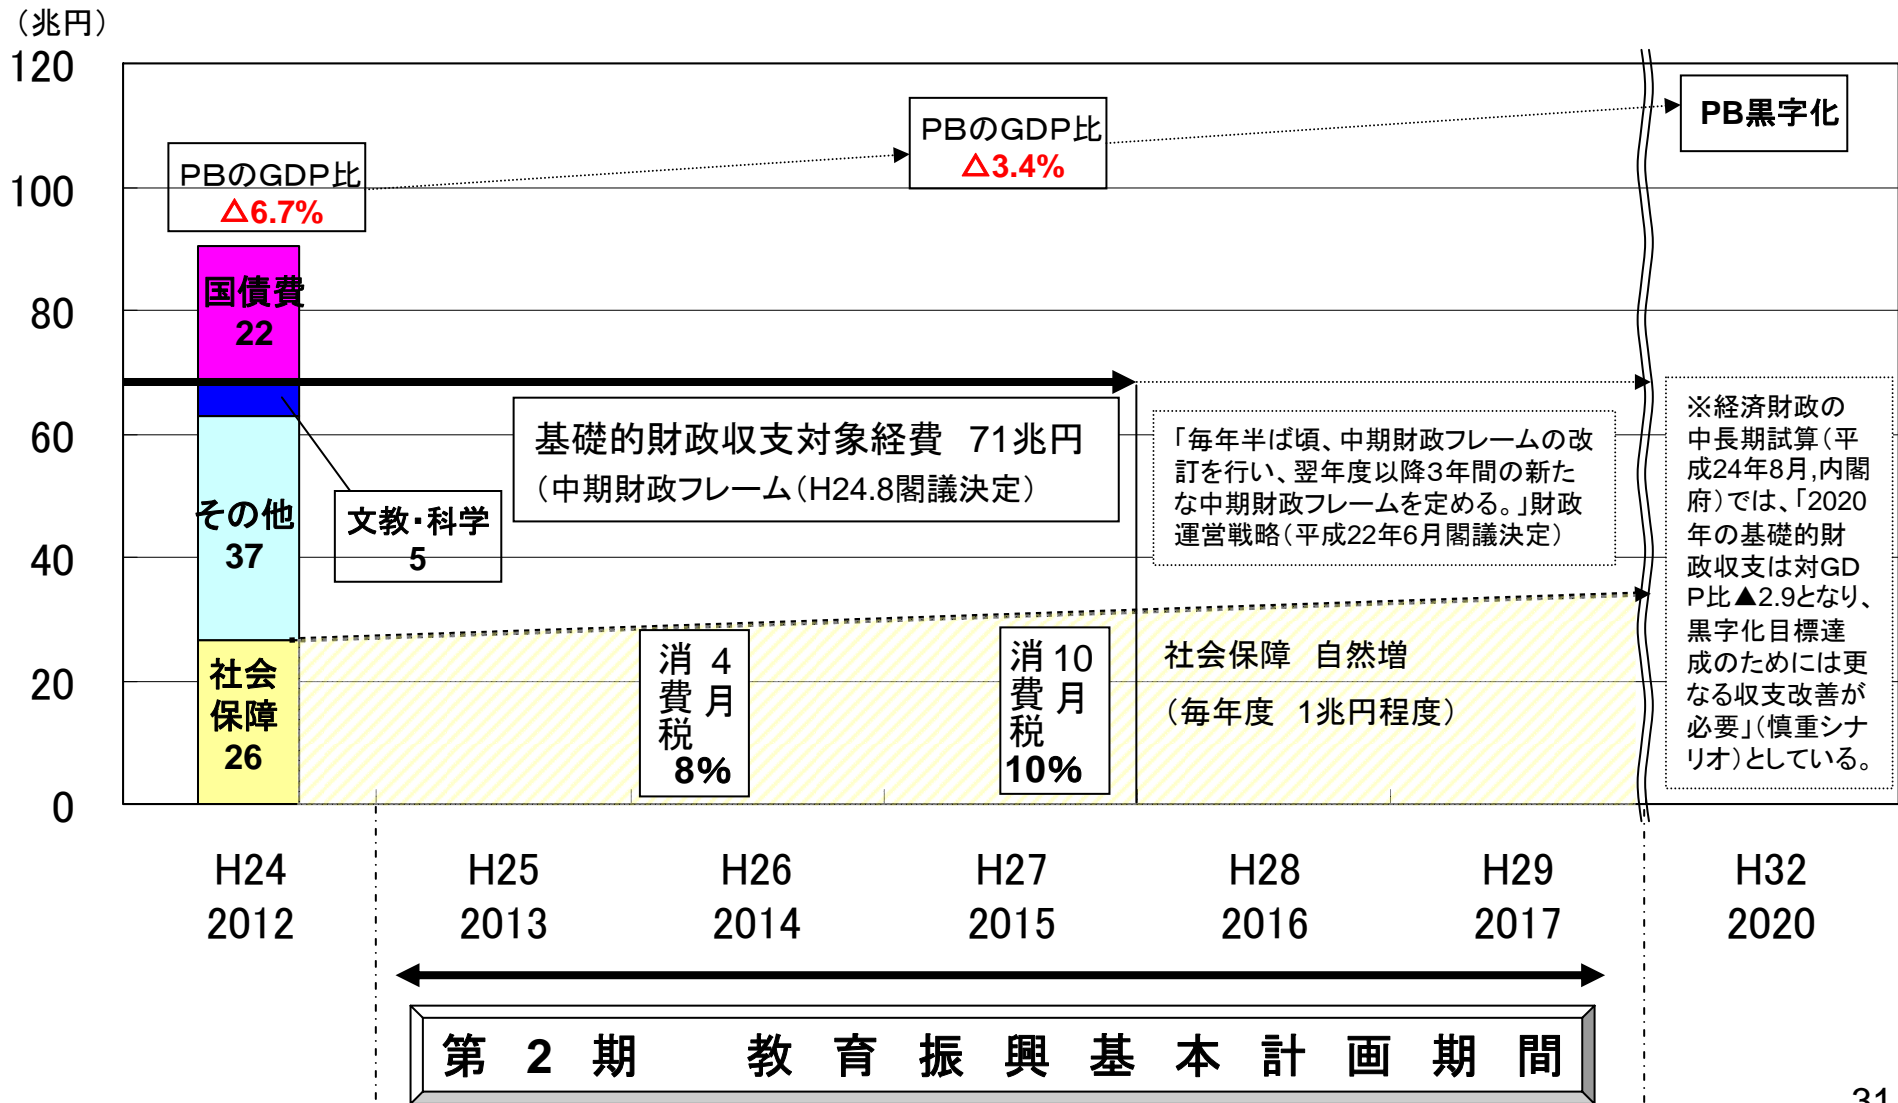 （兆円）
120
100
80
60
40
20
0
PBのGDP比
△6.7%
PBのGDP比
△3.4%
PB黒字化
国債費
22
その他
37
社会
保障
26
文教・科学
5
基礎的財政収支対象経費　71兆円
（中期財政フレーム（H24.8閣議決定）
「毎年半ば頃、中期財政フレームの改
訂を行い、翌年度以降３年間の新た
な中期財政フレームを定める。」財政
運営戦略（平成22年6月閣議決定）
※経済財政の
中長期試算（平
成24年8月,内閣
府）では、「2020
年の基礎的財
政収支は対GD
P比▲2.9となり、
黒字化目標達
成のためには更
なる収支改善が
必要」（慎重シナ
リオ）としている。
4月
消費税
8%
10月
消費税
10%
社会保障　自然増
（毎年度　1兆円程度）
H24
2012
H25
2013
H26
2014
H27
2015
H28
2016
H29
2017
H32
2020
第２期　教育振興基本計画期間
31